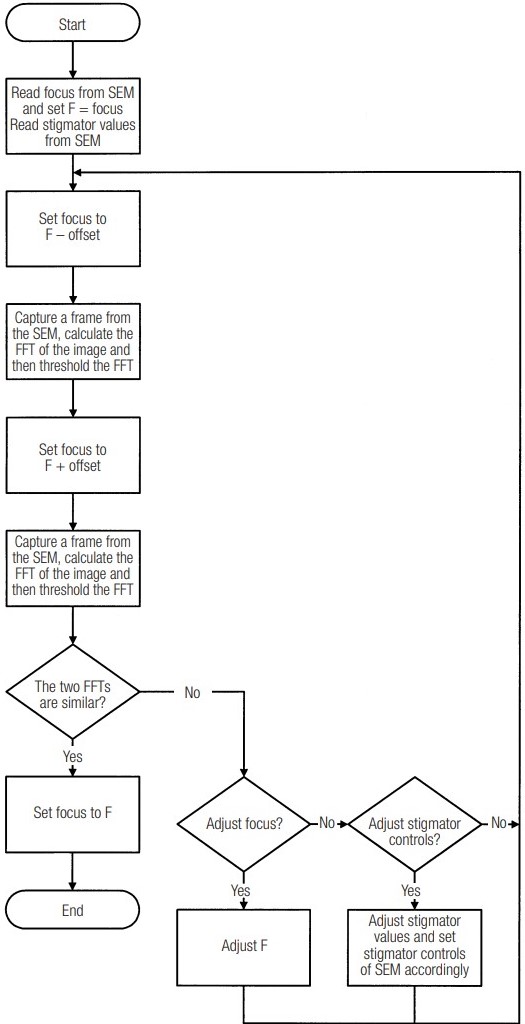 Start
Read focus from SEM
and set F = focus
Read stigmator values
from SEM
Set focus to
F – offset
Capture a frame from
the SEM, calculate the
FFT of the image and
then threshold the FFT
Set focus to
F + offset
Capture a frame from
the SEM, calculate the
FFT of the image and
then threshold the FFT
The two FFTs
are similar?
No
Yes
Set focus to F
End
Adjust focus?
No
Yes
Adjust F
Adjust stigmator
controls?
No
Yes
Adjust stigmator
values and set
stigmator controls
of SEM accordingly